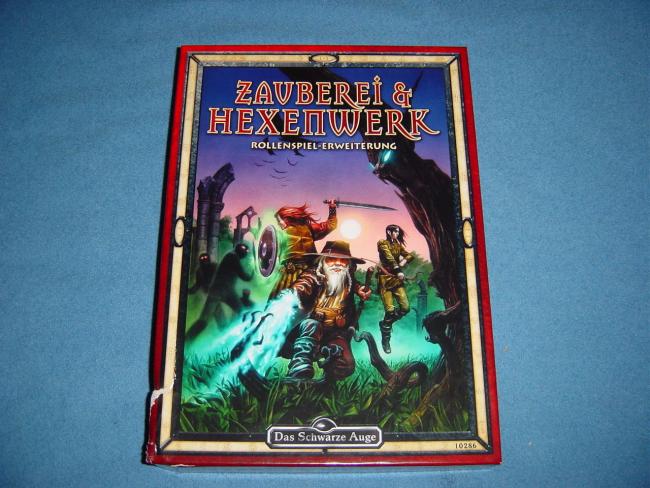 ZAUBEREI &
HEXENWERK
ROLLENSPIEL-ERWEITERUNG
Das Schwarze Auge
10286